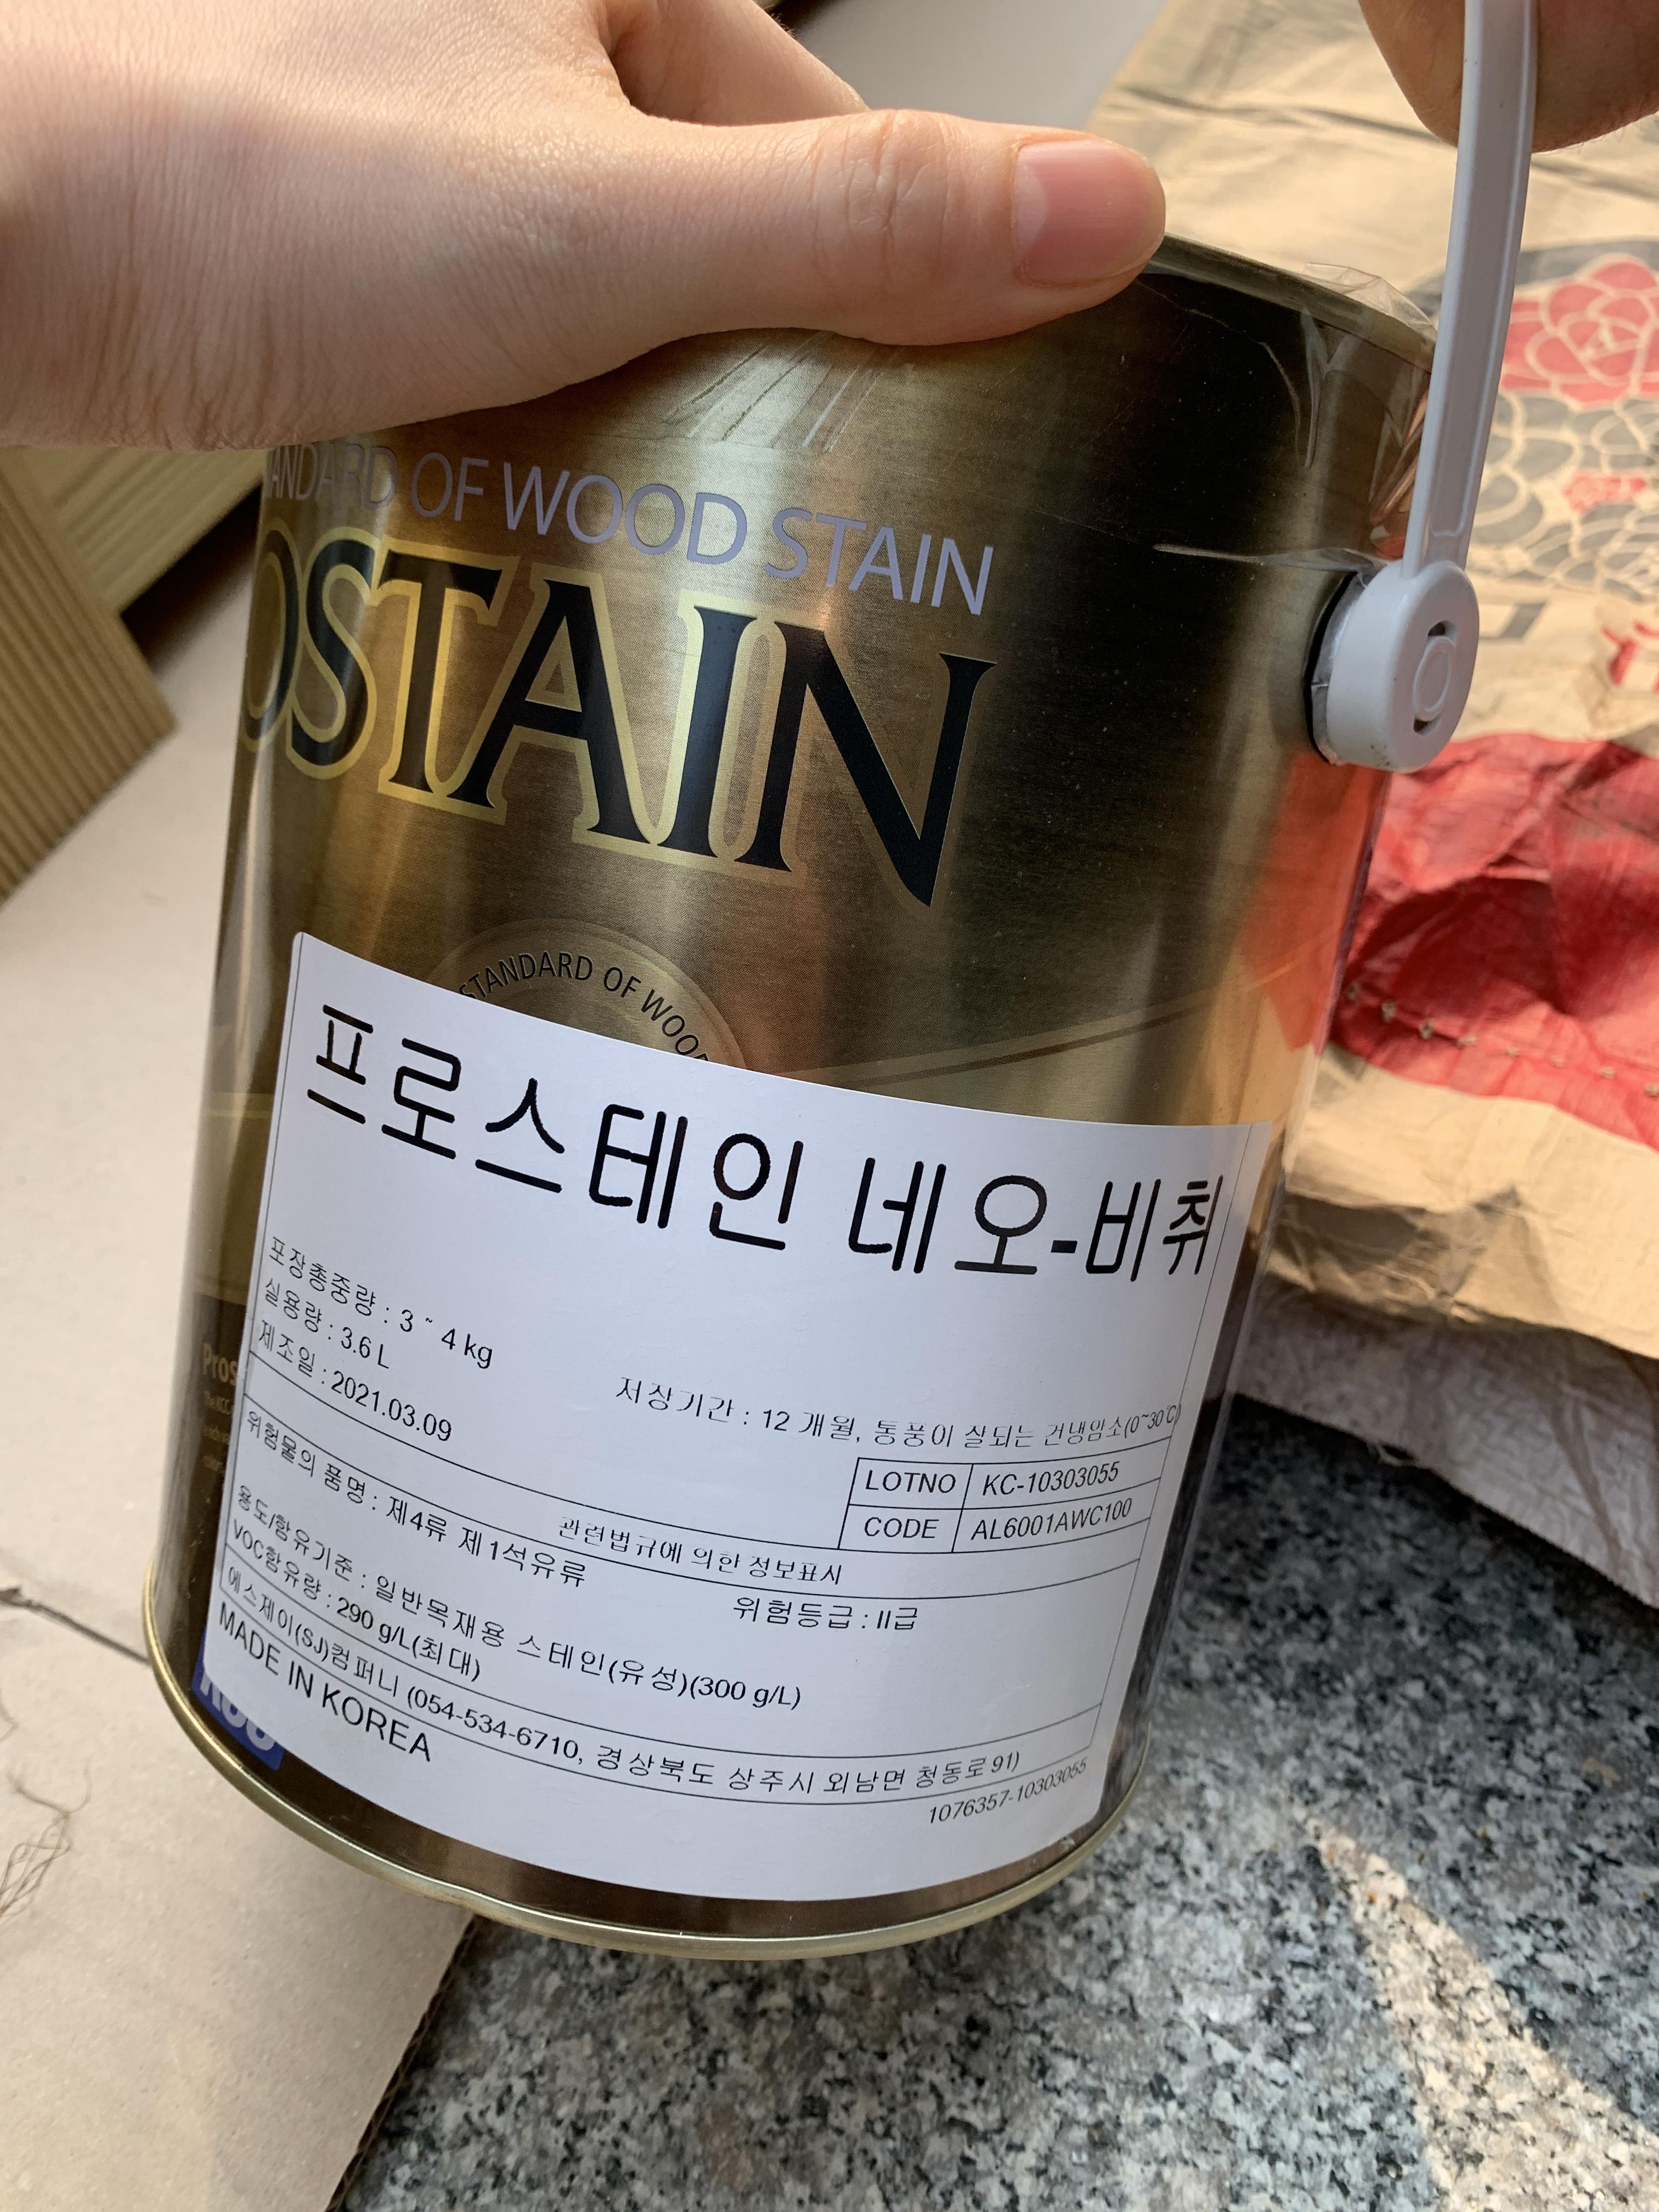 ANDARD OF WOOD STAIN
OSTAIN
STANDARD OF WOOD
프로스테인 네오-비취
포장총중량 : 3 ~ 4 kg
실용량 : 3.6 L
제조일 : 2021.03.09
저장기간 : 12 개월, 통풍이 잘되는 건냉암소(0~30℃)
LOTNO KC-10303055
CODE AL6001AWC100
관련법규에 의한 정보표시
위험물의 품명 : 제4류 제1석유류
위험등급 : II급
용도/함유기준 : 일반목재용 스테인(유성)(300 g/L)
VOC함유량 : 290 g/L(최대)
에스제이(SJ)컴퍼니 (054-534-6710, 경상북도 상주시 외남면 청동로 91)
MADE IN KOREA
1076357-10303055
Pros
KCC